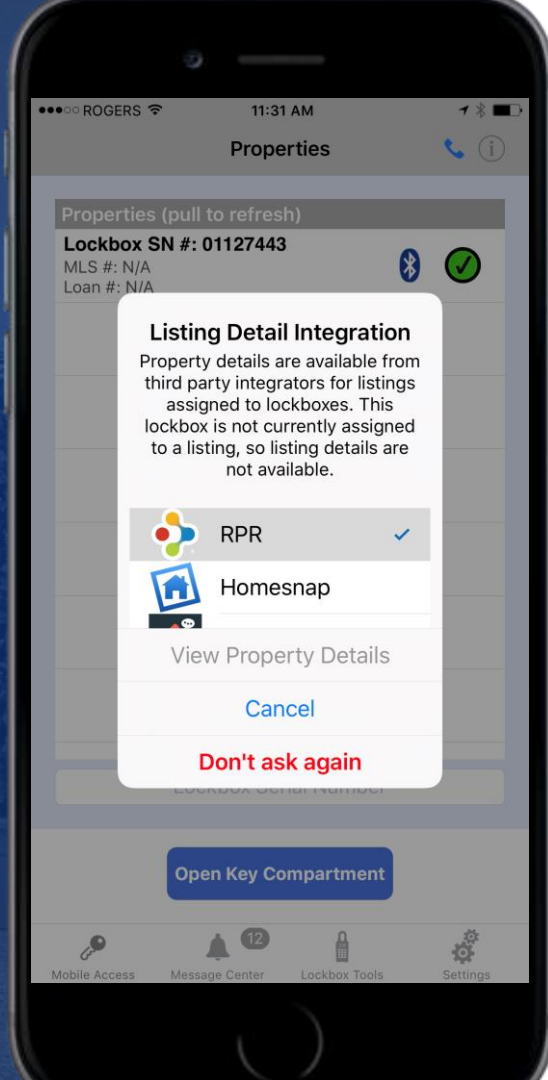 ROGERS 11:31 AM
Properties
Properties (pull to refresh)
Lockbox SN #: 01127443
MLS #: N/A
Loan #: N/A
Listing Detail Integration
Property details are available from
third party integrators for listings
assigned to lockboxes. This
lockbox is not currently assigned
to a listing, so listing details are
not available.
RPR
Homesnap
View Property Details
Cancel
Don't ask again
Lockbox Serial Number
Open Key Compartment
12
Mobile Access Message Center Lockbox Tools Settings